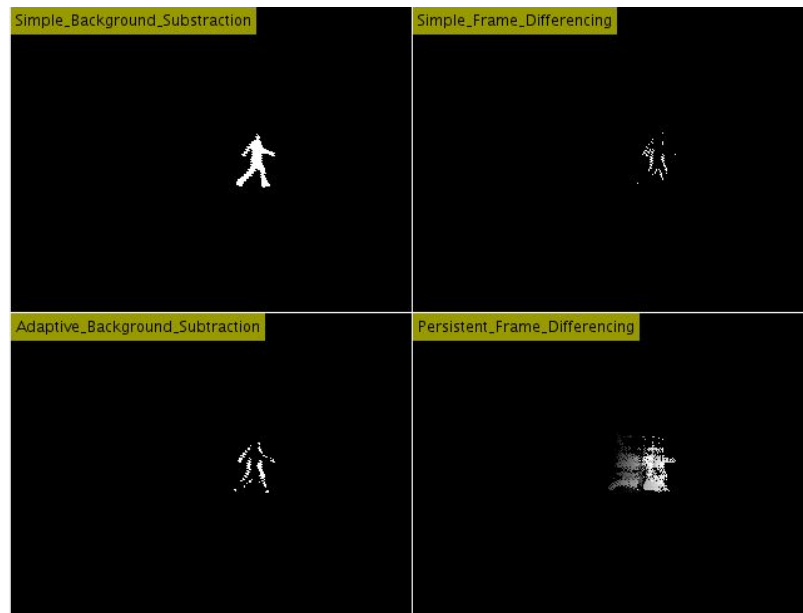 Simple_Background_Substraction
Simple_Frame_Differencing
Adaptive_Background_Subtraction
Persistent_Frame_Differencing